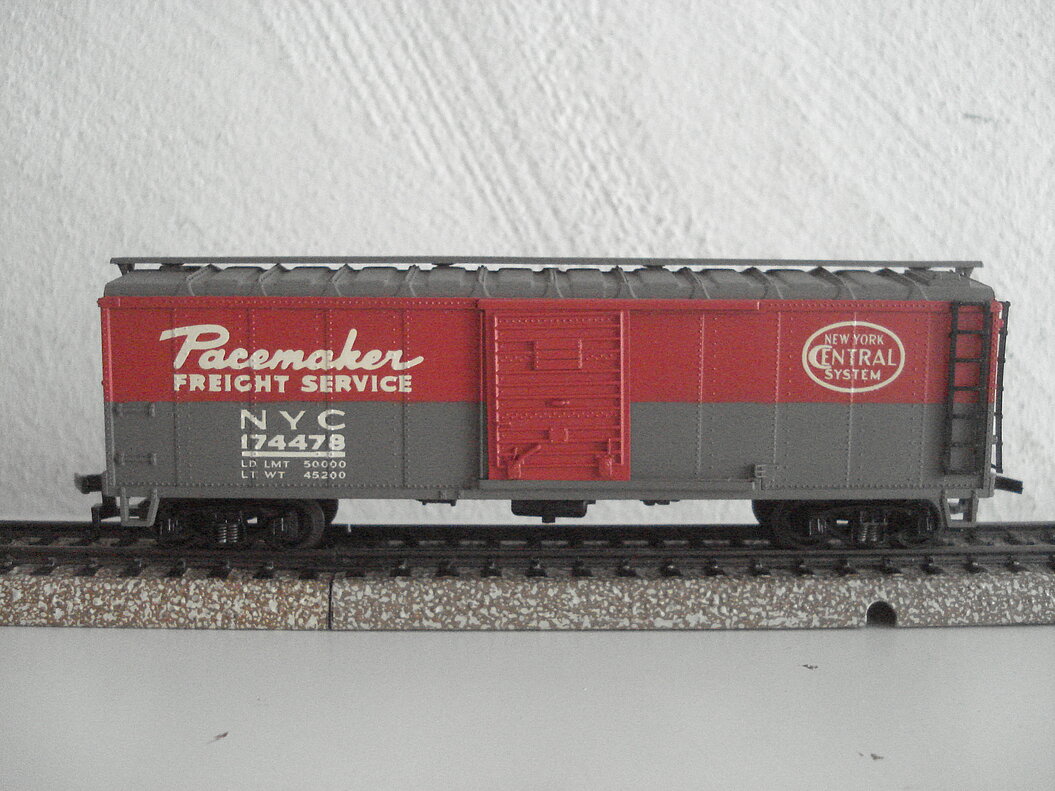 Pacemaker
FREIGHT SERVICE
NYC
174478
LD LMT 50000
LT WT 45200
NEW YORK
CENTRAL
SYSTEM